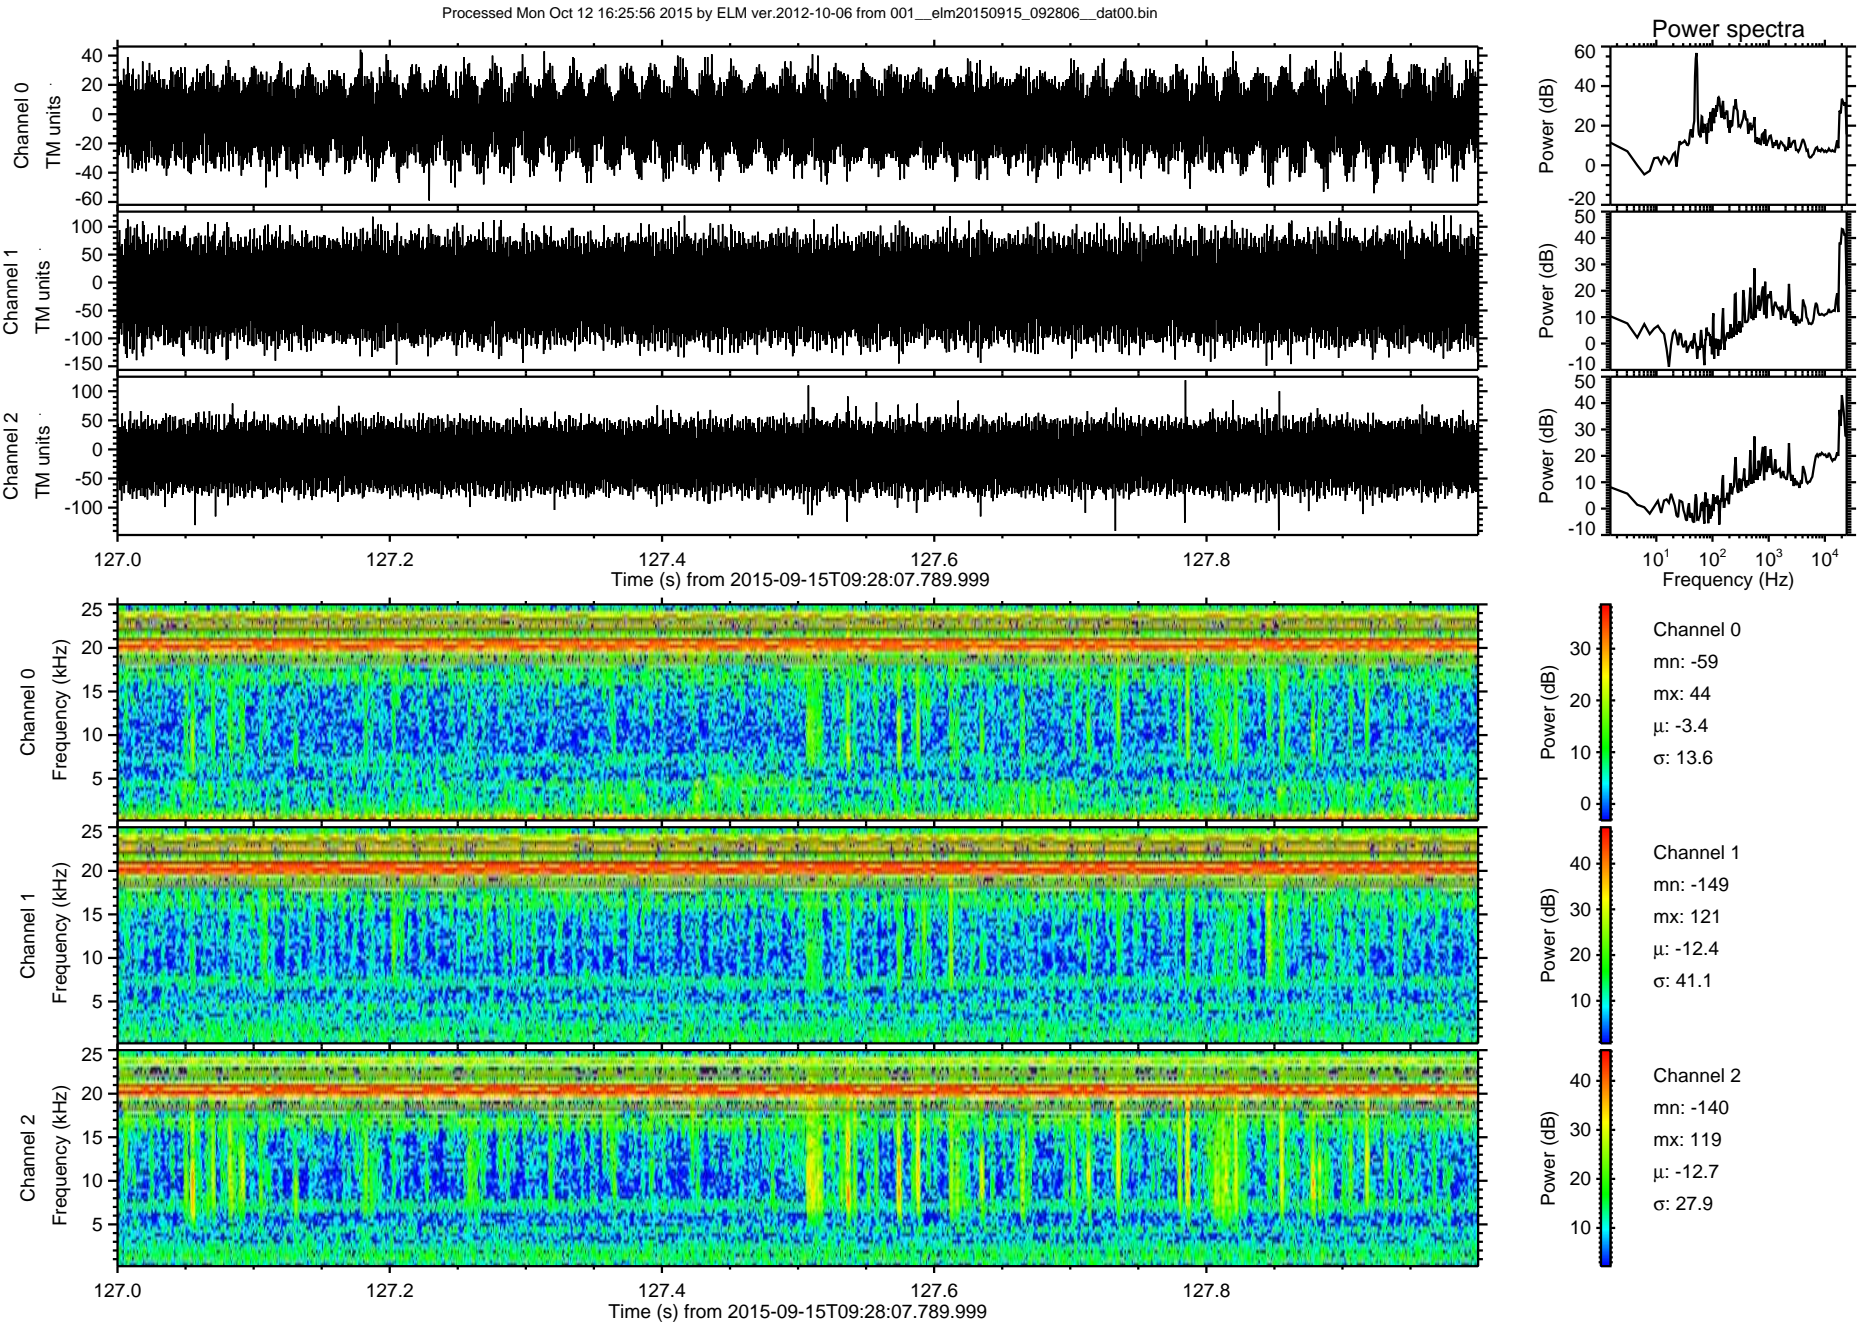 Processed Mon Oct 12 16:25:56 2015 by ELM ver.2012-10-06 from 001__elm20150915_092806__dat00.bin
Power spectra
Channel 0
TM units
40
20
0
-20
-40
-60
Power (dB)
60
40
20
0
-20
Channel 1
TM units
100
50
0
-50
-100
-150
Power (dB)
50
40
30
20
10
0
-10
Channel 2
TM units
100
50
0
-50
-100
Power (dB)
50
40
30
20
10
0
-10
127.0 127.2 127.4 127.6 127.8
Time (s) from 2015-09-15T09:28:07.789.999
10¹ 10² 10³ 10⁴
Frequency (Hz)
Channel 0
Frequency (kHz)
25
20
15
10
5
Power (dB)
30
20
10
0
Channel 0
mn: -59
mx: 44
μ: -3.4
σ: 13.6
Channel 1
Frequency (kHz)
25
20
15
10
5
Power (dB)
40
30
20
10
Channel 1
mn: -149
mx: 121
μ: -12.4
σ: 41.1
Channel 2
Frequency (kHz)
25
20
15
10
5
Power (dB)
40
30
20
10
Channel 2
mn: -140
mx: 119
μ: -12.7
σ: 27.9
127.0 127.2 127.4 127.6 127.8
Time (s) from 2015-09-15T09:28:07.789.999